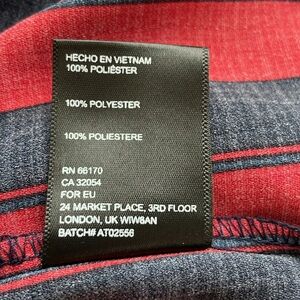 HECHO EN VIETNAM
100% POLIÉSTER
100% POLYESTER
100% POLIESTERE
RN 66170
CA 32054
FOR EU
24 MARKET PLACE, 3RD FLOOR
LONDON, UK WIW8AN
BATCH# AT02556